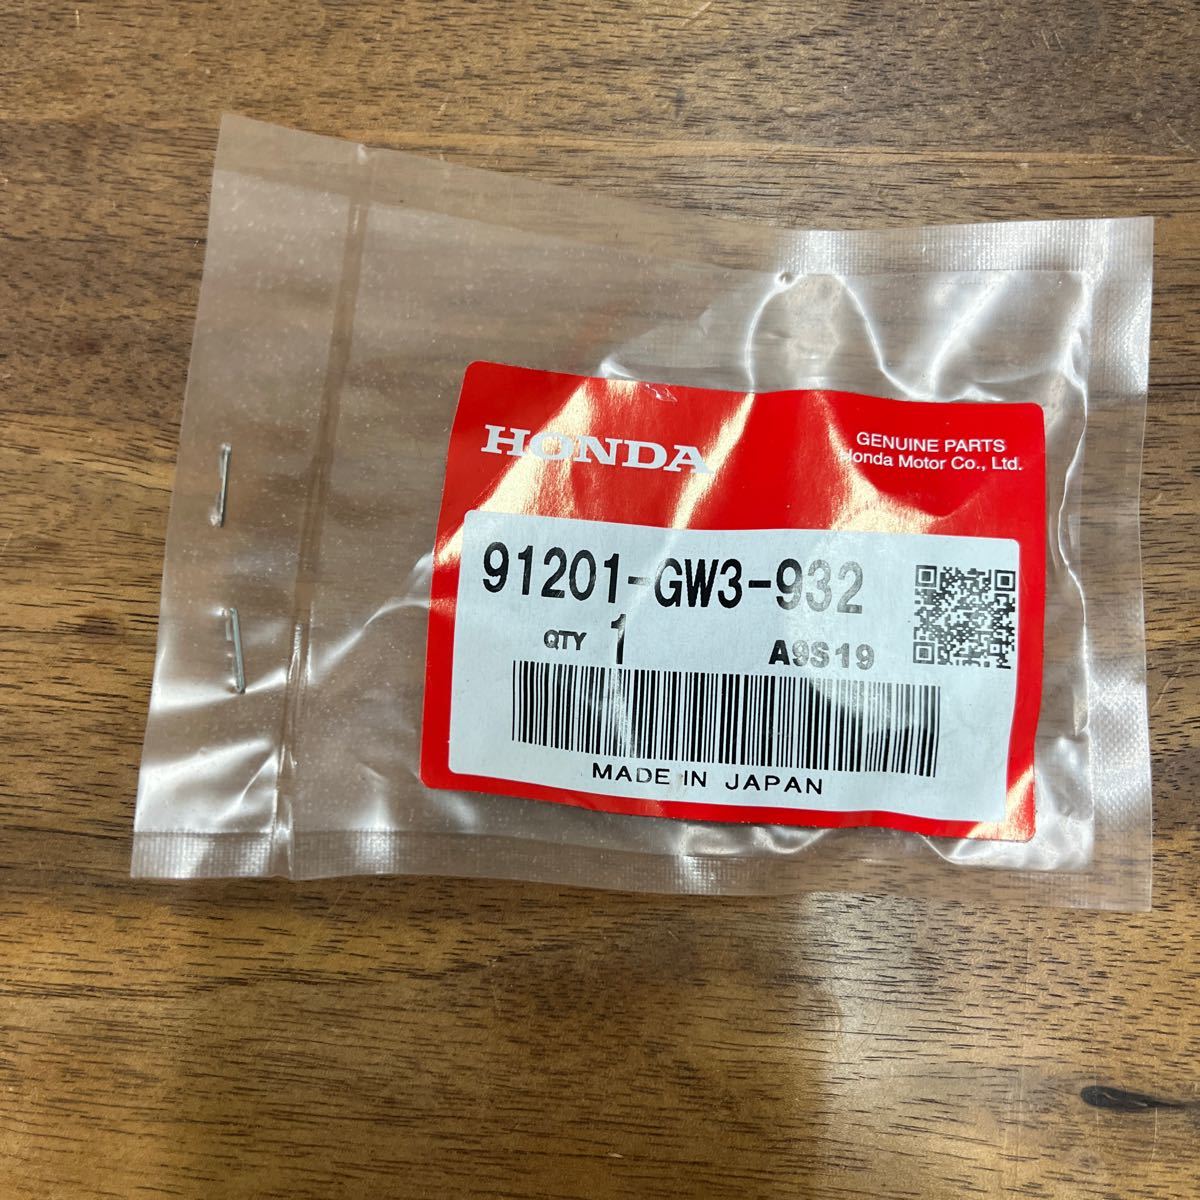 HONDA
GENUINE PARTS
Honda Motor Co., Ltd.
91201-GW3-932
QTY 1 A9S19
MADE IN JAPAN